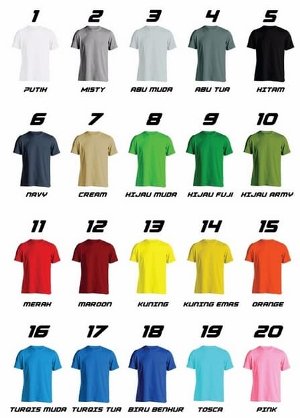 1 2 3 4 5
PUTIH MISTY ABU MUDA ABU TUA HITAM
6 7 8 9 10
NAVY CREAM HIJAU MUDA HIJAU FUJI HIJAU ARMY
11 12 13 14 15
MERAH MAROON KUNING KUNING EMAS ORANGE
16 17 18 19 20
TURQIS MUDA TURQIS TUA BIRU BENHUR TOSCA PINK